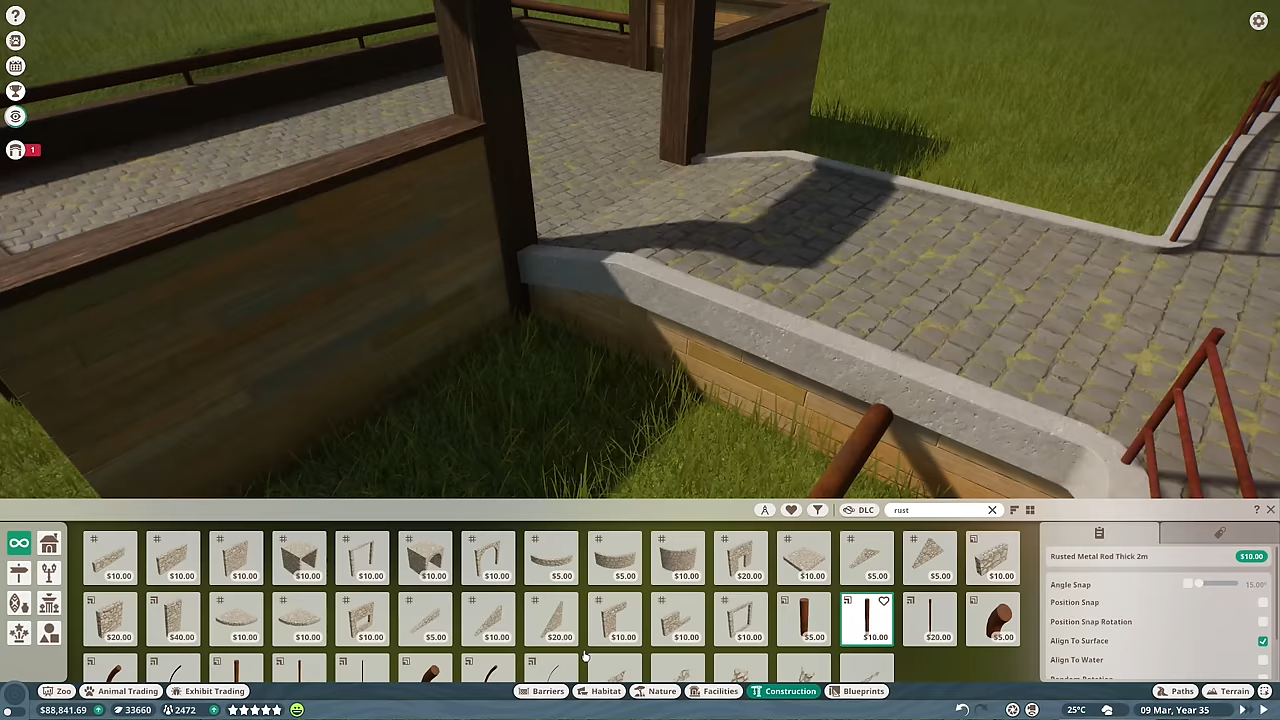 ?
1
DLC
rust
?
$10.00 $10.00 $10.00 $10.00 $10.00 $10.00 $10.00 $5.00 $5.00 $10.00 $20.00 $10.00 $5.00 $5.00 $10.00
$20.00 $40.00 $10.00 $10.00 $10.00 $5.00 $10.00 $20.00 $10.00 $10.00 $10.00 $5.00 $10.00 $20.00 $5.00
Rusted Metal Rod Thick 2m $10.00
Angle Snap 15.00°
Position Snap
Position Snap Rotation
Align To Surface
Align To Water
Zoo Animal Trading Exhibit Trading Barriers Habitat Nature Facilities Construction Blueprints Paths Terrain
$88,841.69 33660 2472 25°C 09 Mar, Year 35